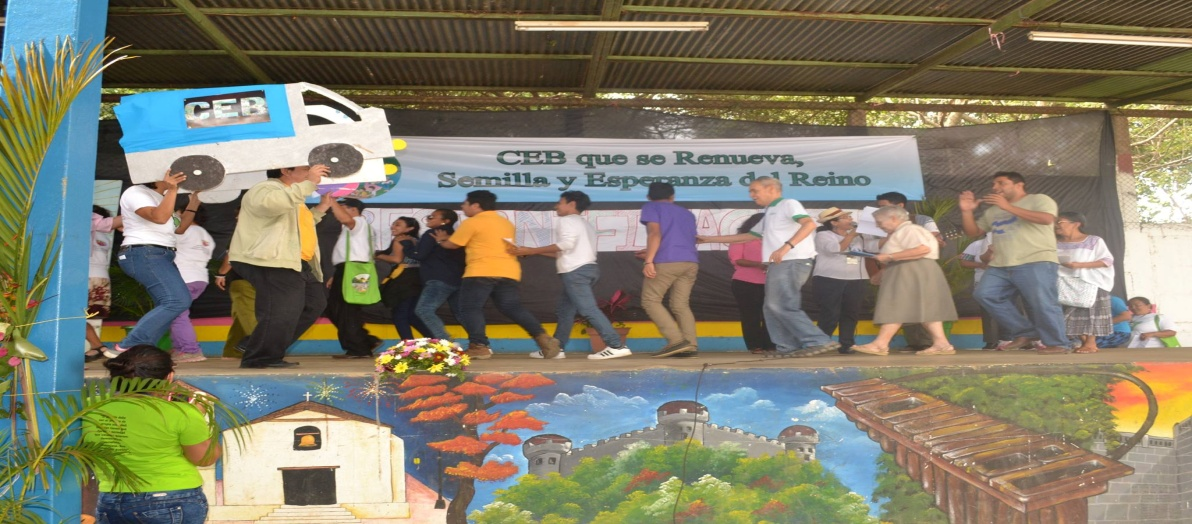 CEB
CEB que se Renueva,
Semilla y Esperanza del Reino